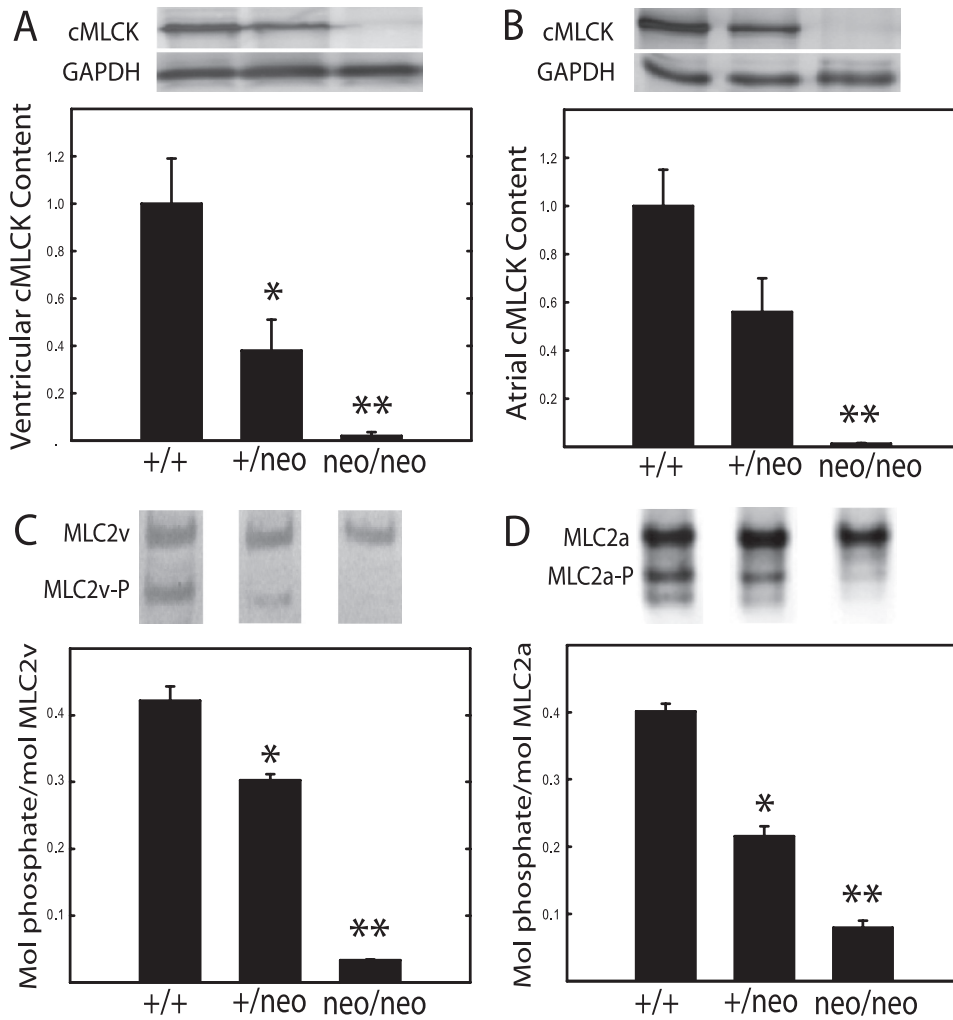 A
cMLCK
GAPDH
Ventricular cMLCK Content
1.2
1.0
0.8
0.6
0.4
0.2
*
**
+/+ +/neo neo/neo
B
cMLCK
GAPDH
Atrial cMLCK Content
1.2
1.0
0.8
0.6
0.4
0.2
**
+/+ +/neo neo/neo
C
MLC2v
MLC2v-P
Mol phosphate/mol MLC2v
0.4
0.3
0.2
0.1
*
**
+/+ +/neo neo/neo
D
MLC2a
MLC2a-P
Mol phosphate/mol MLC2a
0.4
0.3
0.2
0.1
*
**
+/+ +/neo neo/neo